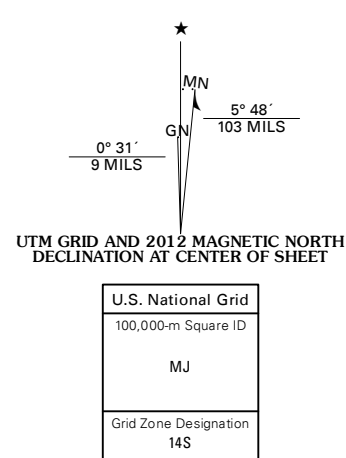 ★
MN
5° 48´
103 MILS
GN
0° 31´
9 MILS
UTM GRID AND 2012 MAGNETIC NORTH
DECLINATION AT CENTER OF SHEET
U.S. National Grid
100,000-m Square ID
MJ
Grid Zone Designation
14S